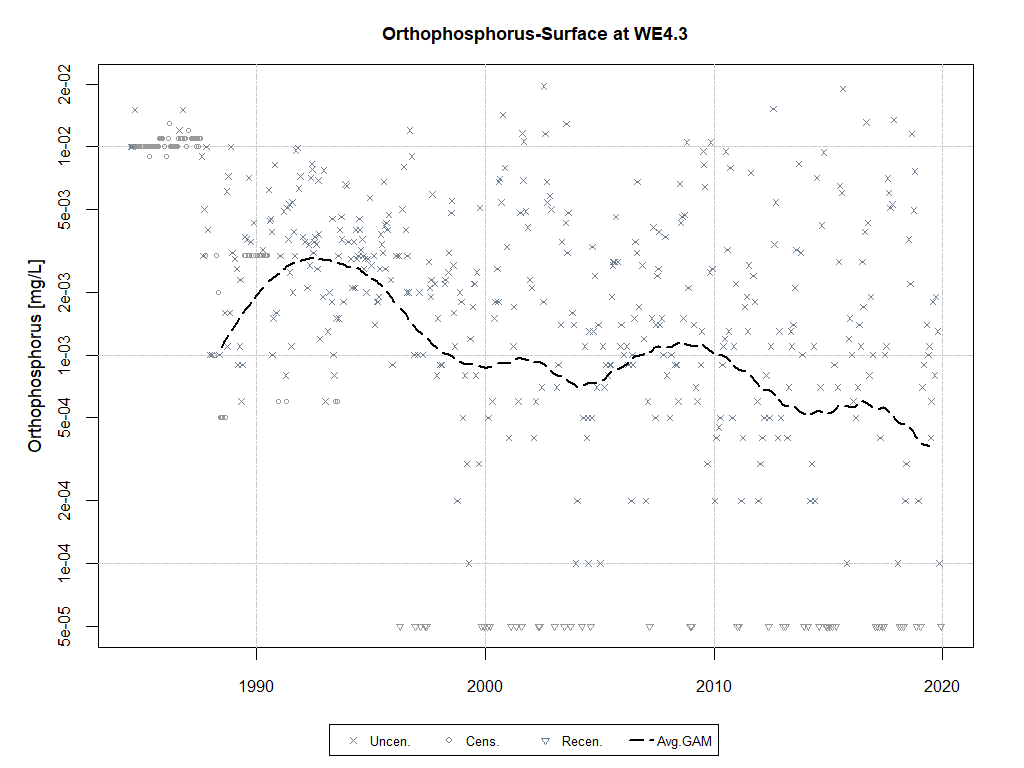 Orthophosphorus-Surface at WE4.3
Orthophosphorus [mg/L]
2e-02
1e-02
5e-03
2e-03
1e-03
5e-04
2e-04
1e-04
5e-05
1990 2000 2010 2020
Uncen. Cens. Recen. Avg.GAM